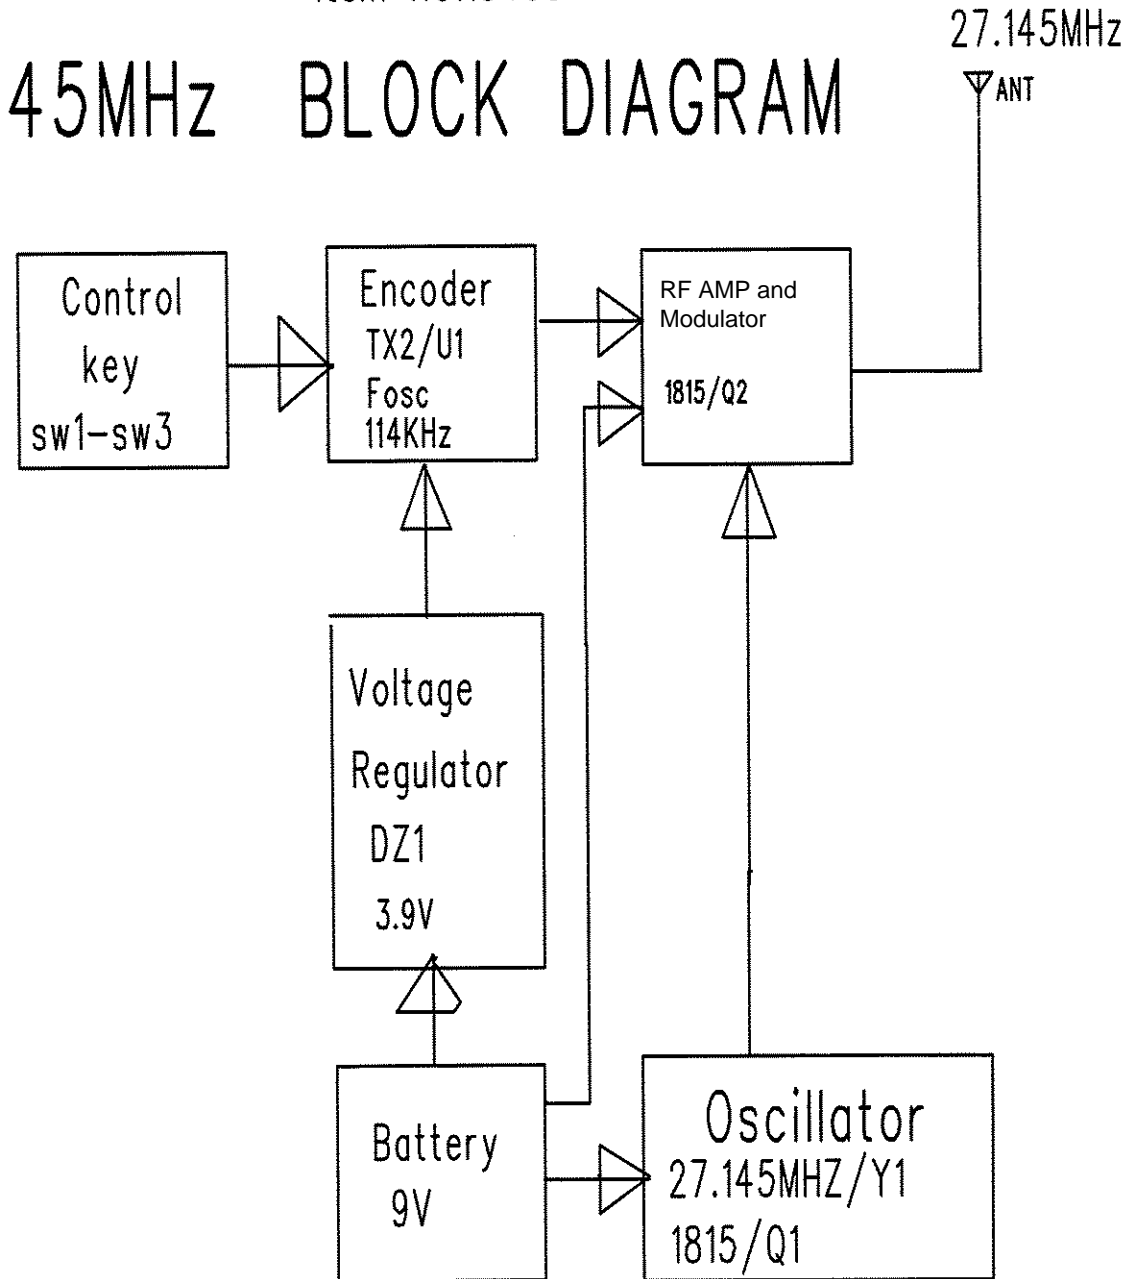 27.145MHz
45MHz BLOCK DIAGRAM
ANT
Control
key
sw1-sw3
Encoder
TX2/U1
Fosc
114KHz
RF AMP and
Modulator
1815/Q2
Voltage
Regulator
DZ1
3.9V
Battery
9V
Oscillator
27.145MHZ/Y1
1815/Q1